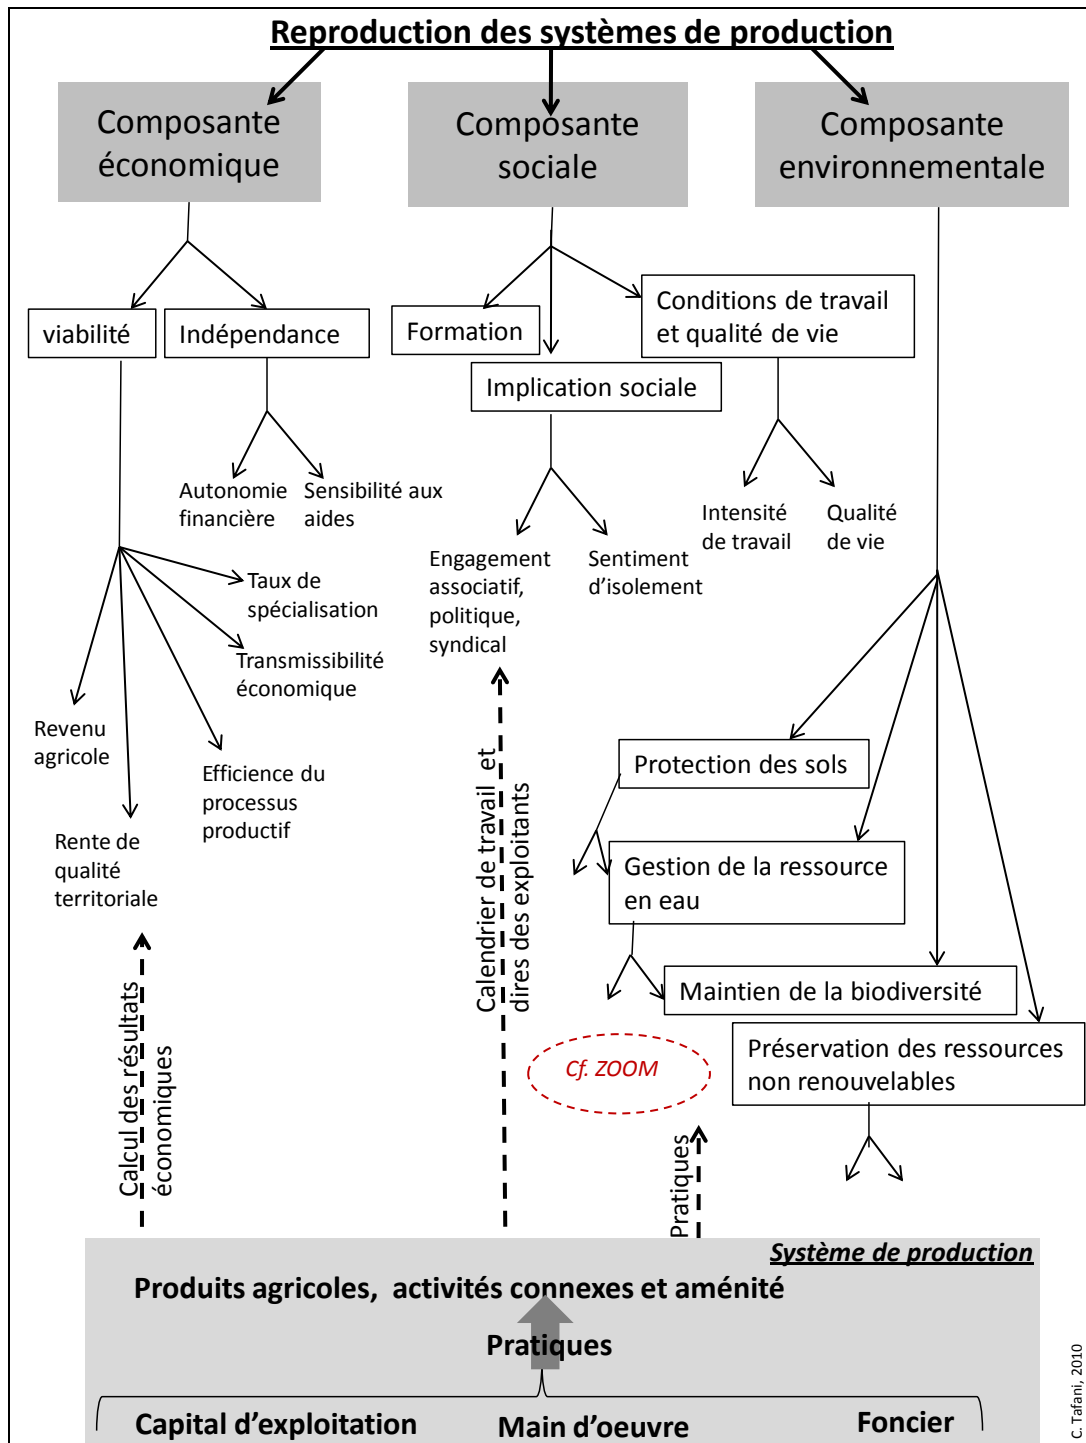 Reproduction des systèmes de production
Composante
économique
Composante
sociale
Composante
environnementale
viabilité
Indépendance
Formation
Conditions de travail
et qualité de vie
Implication sociale
Autonomie
financière
Sensibilité aux
aides
Intensité
de travail
Qualité
de vie
Engagement
associatif,
politique,
syndical
Sentiment
d'isolement
Taux de
spécialisation
Transmissibilité
économique
Revenu
agricole
Efficience du
processus
productif
Rente de
qualité
territoriale
Protection des sols
Gestion de la ressource
en eau
Maintien de la biodiversité
Préservation des ressources
non renouvelables
Cf. ZOOM
Calcul des résultats
économiques
Calendrier de travail et
dires des exploitants
Pratiques
Système de production
Produits agricoles, activités connexes et aménité
Pratiques
Capital d'exploitation
Main d'oeuvre
Foncier
C. Tafani, 2010